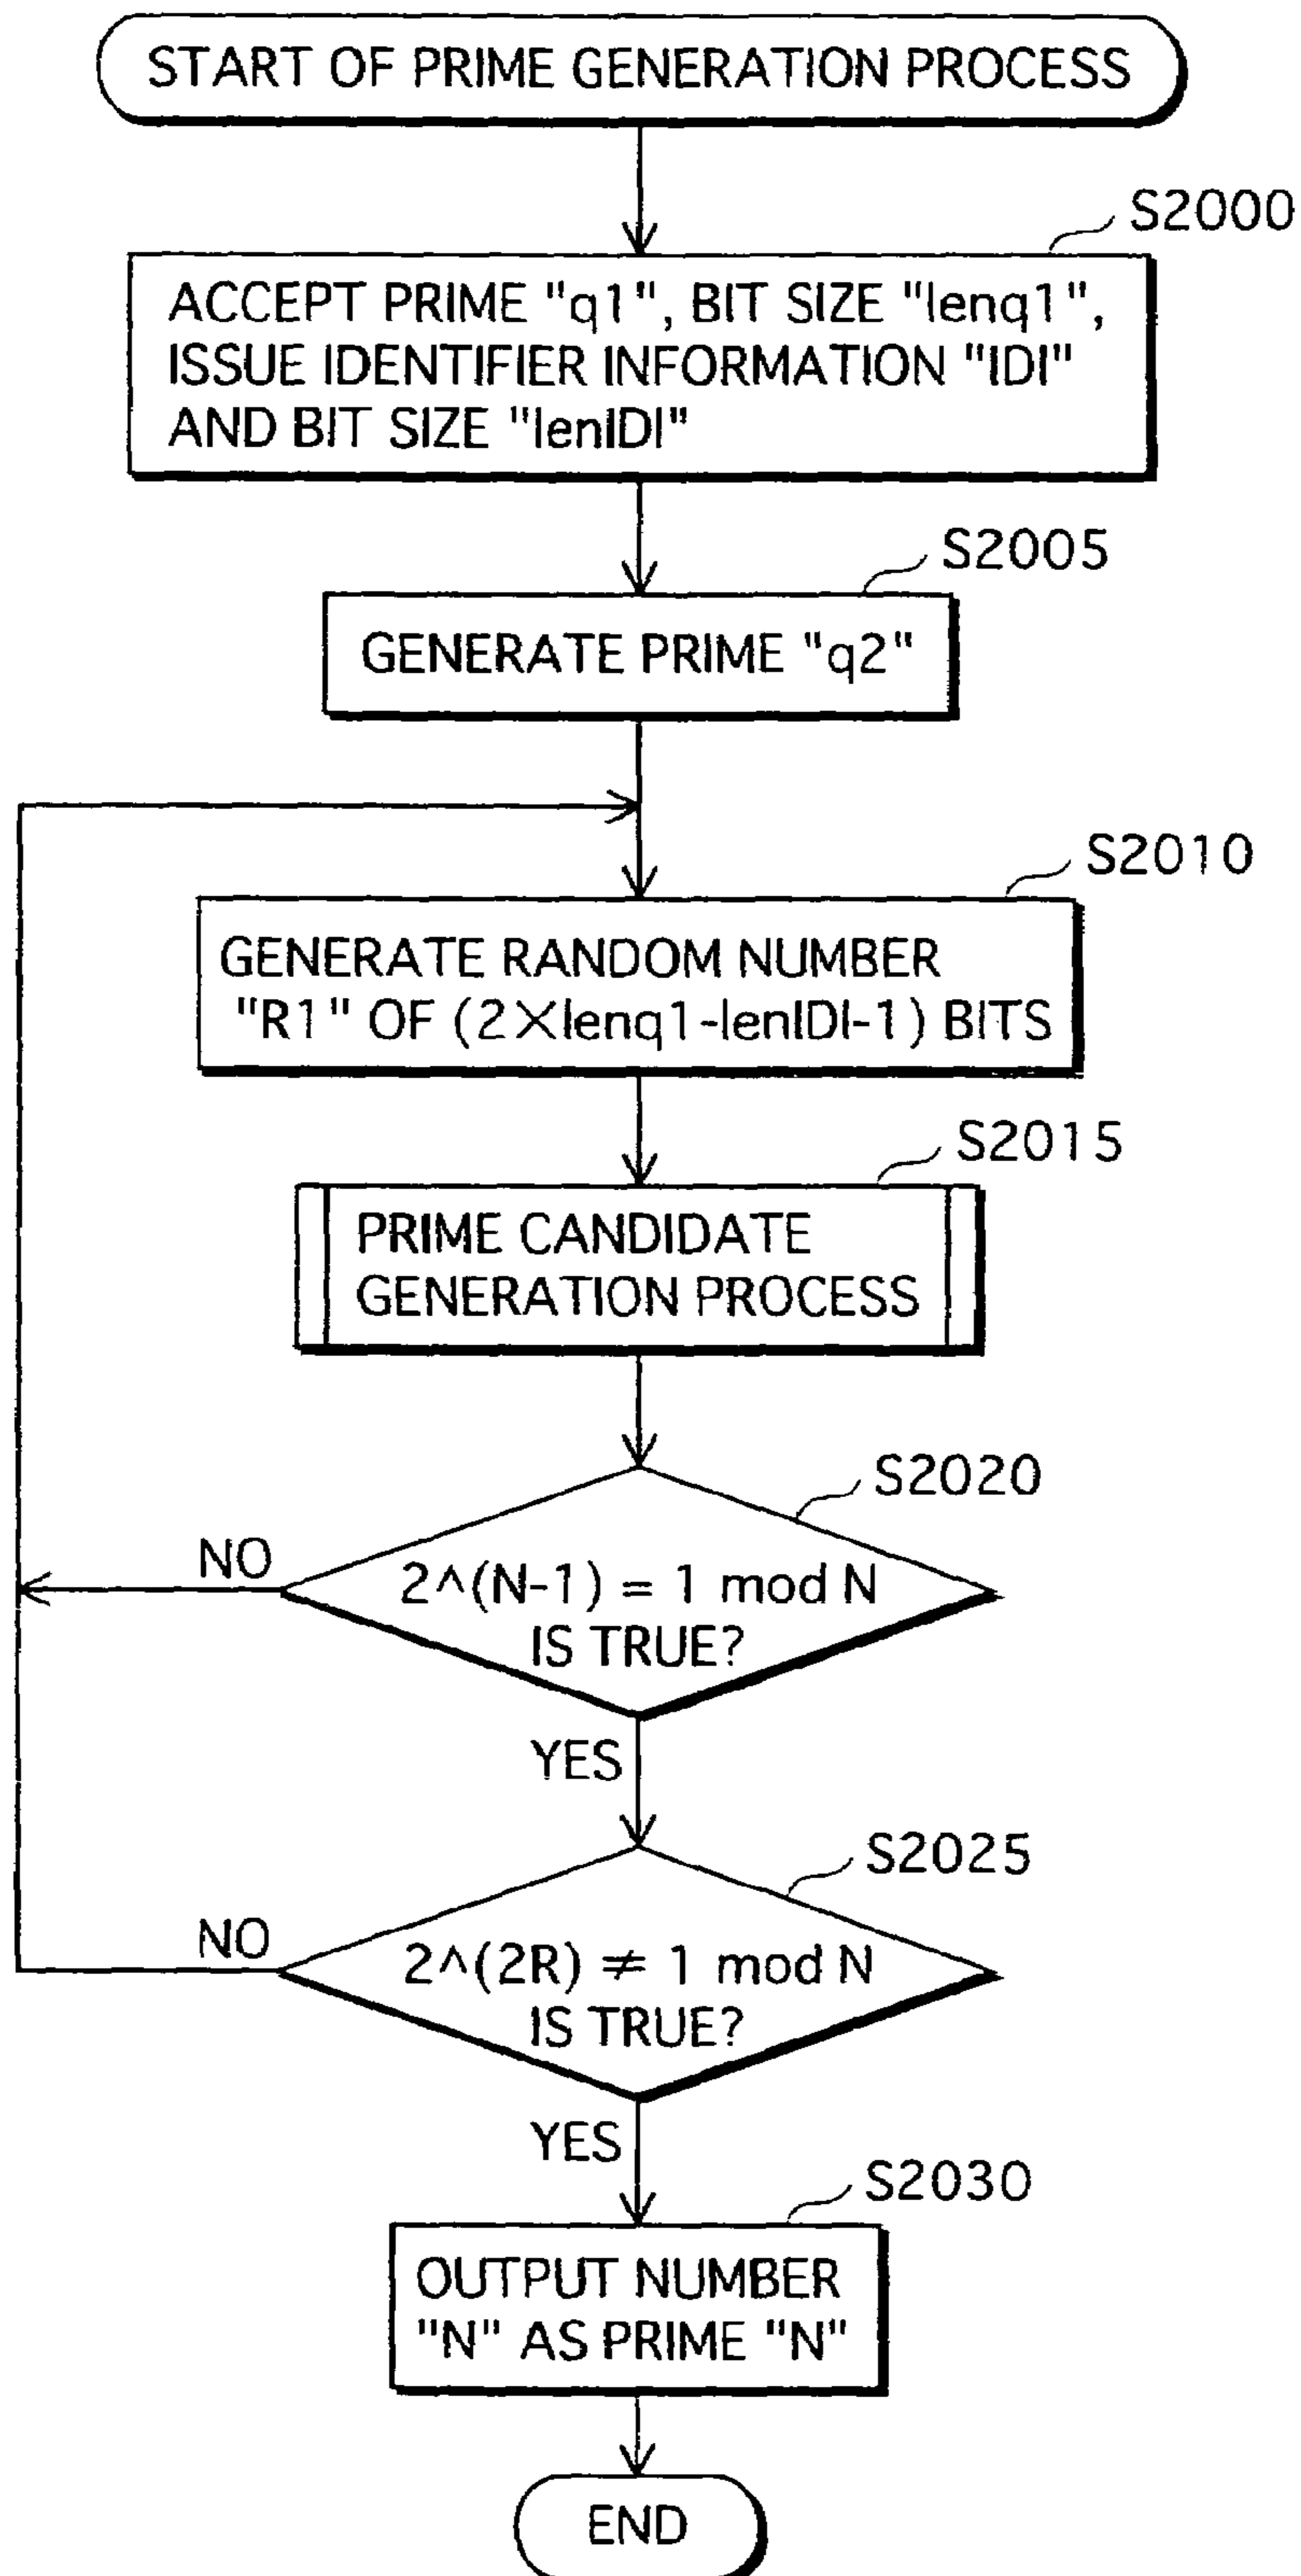 START OF PRIME GENERATION PROCESS
S2000
ACCEPT PRIME "q1", BIT SIZE "lenq1",
ISSUE IDENTIFIER INFORMATION "IDI"
AND BIT SIZE "lenIDI"
S2005
GENERATE PRIME "q2"
S2010
GENERATE RANDOM NUMBER
"R1" OF (2×lenq1-lenIDI-1) BITS
S2015
PRIME CANDIDATE
GENERATION PROCESS
S2020
NO
2^(N-1) = 1 mod N
IS TRUE?
YES
S2025
NO
2^(2R) ≠ 1 mod N
IS TRUE?
YES
S2030
OUTPUT NUMBER
"N" AS PRIME "N"
END